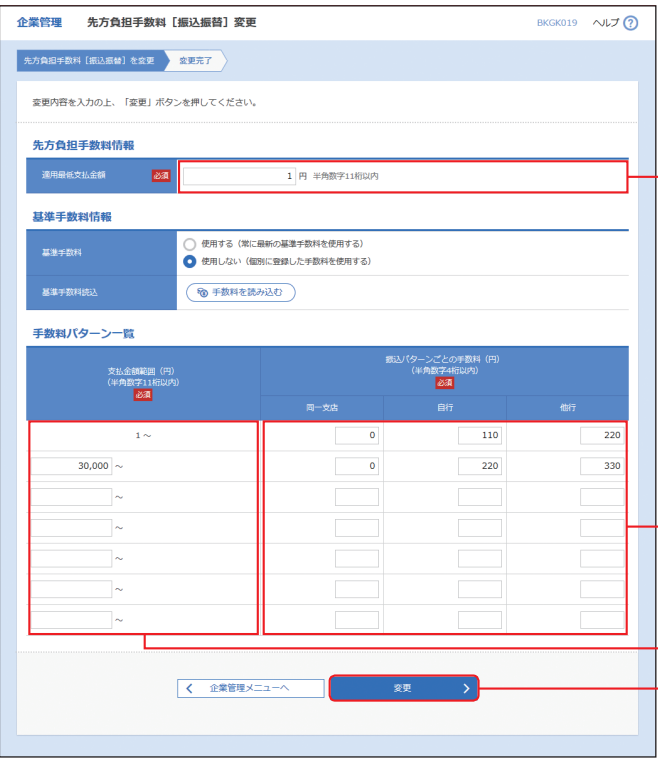 企業管理 先方負担手数料［振込振替］変更 BKGK019 ヘルプ ?
先方負担手数料［振込振替］を変更 変更完了
変更内容を入力の上、「変更」ボタンを押してください。
先方負担手数料情報
適用最低支払金額 必須 1 円 半角数字11桁以内
基準手数料情報
基準手数料
使用する（常に最新の基準手数料を使用する）
使用しない（個別に登録した手数料を使用する）
基準手数料読込 手数料を読み込む
手数料パターン一覧
支払金額範囲（円）
（半角数字11桁以内）
必須
振込パターンごとの手数料（円）
（半角数字4桁以内）
必須
同一支店 自行 他行
1 ～ 0 110 220
30,000 ～ 0 220 330
～
～
～
～
～
企業管理メニューへ 変更